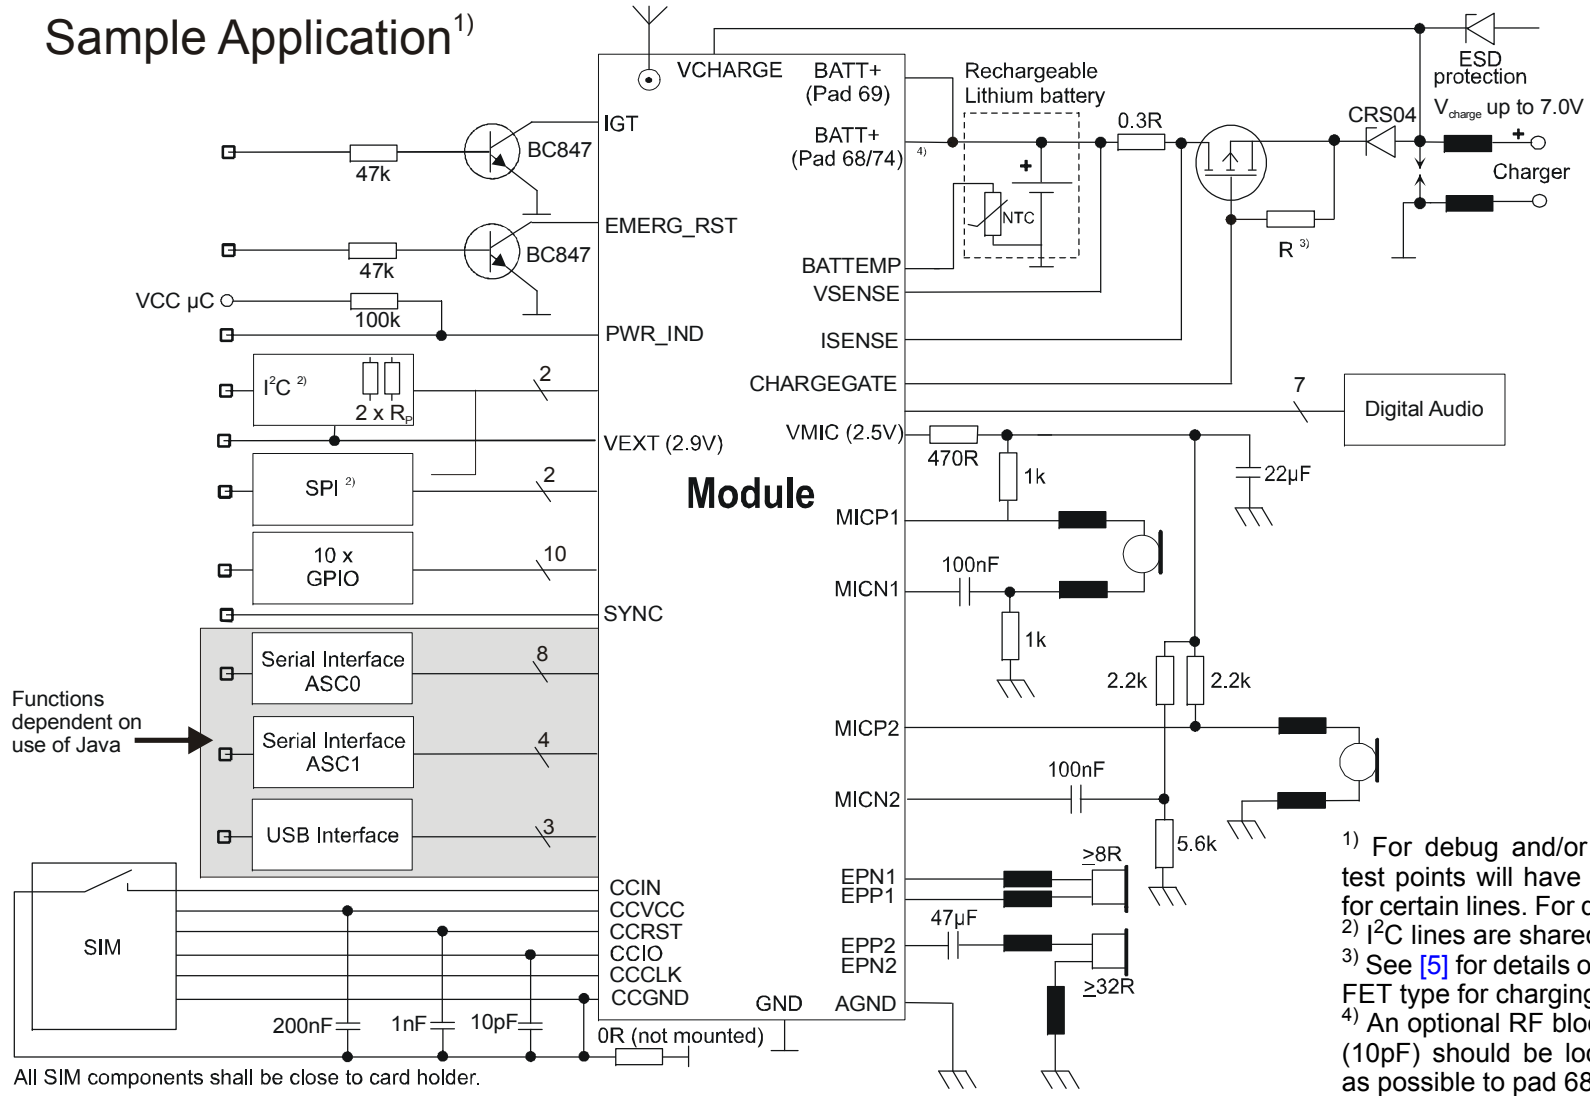 Sample Application1)
VCHARGE
BATT+
(Pad 69)
BATT+
(Pad 68/74)
4)
Rechargeable
Lithium battery
+
NTC
0.3R
CRS04
ESD
protection
Vcharge up to 7.0V
+
Charger
R 3)
IGT
BC847
47k
EMERG_RST
BC847
47k
VCC µC
100k
PWR_IND
BATTEMP
VSENSE
ISENSE
CHARGEGATE
I2C 2)
2 x RP
2
VEXT (2.9V)
SPI 2)
2
10 x
GPIO
10
SYNC
Module
7
Digital Audio
VMIC (2.5V)
470R
1k
22µF
MICP1
100nF
MICN1
1k
2.2k
2.2k
MICP2
100nF
MICN2
5.6k
Functions
dependent on
use of Java
Serial Interface
ASC0
8
Serial Interface
ASC1
4
USB Interface
3
EPN1
EPP1
≥8R
47µF
EPP2
EPN2
≥32R
SIM
CCIN
CCVCC
CCRST
CCIO
CCCLK
CCGND
GND
AGND
200nF
1nF
10pF
0R (not mounted)
All SIM components shall be close to card holder.
1) For debug and/or
test points will have
for certain lines. For
2) I2C lines are shared
3) See [5] for details
FET type for charging
4) An optional RF
(10pF) should be
as possible to pad 68